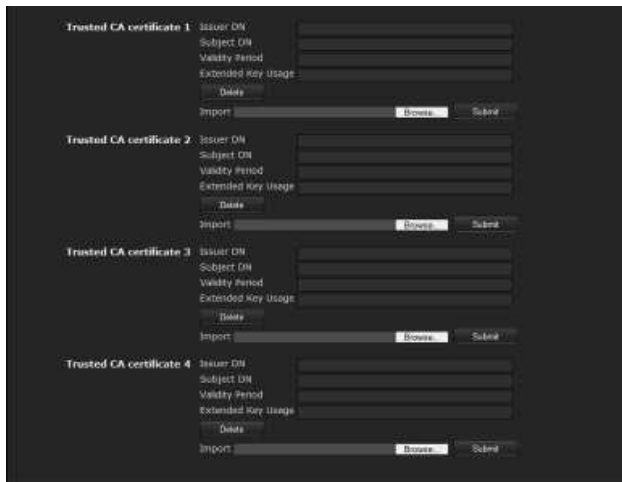 Trusted CA certificate 1 Issuer DN
Subject DN
Validity Period
Extended Key Usage
Delete
Import Browse... Submit
Trusted CA certificate 2 Issuer DN
Subject DN
Validity Period
Extended Key Usage
Delete
Import Browse... Submit
Trusted CA certificate 3 Issuer DN
Subject DN
Validity Period
Extended Key Usage
Delete
Import Browse... Submit
Trusted CA certificate 4 Issuer DN
Subject DN
Validity Period
Extended Key Usage
Delete
Import Browse... Submit